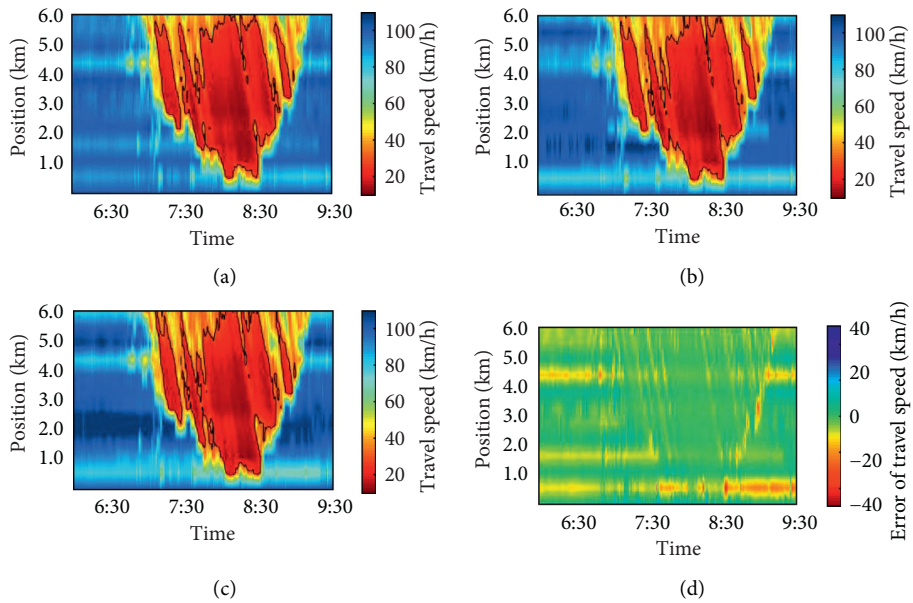 6.0
5.0
4.0
3.0
2.0
1.0
Position (km)
6:30 7:30 8:30 9:30
Time
100
80
60
40
20
Travel speed (km/h)
(a)
6.0
5.0
4.0
3.0
2.0
1.0
Position (km)
6:30 7:30 8:30 9:30
Time
100
80
60
40
20
Travel speed (km/h)
(b)
6.0
5.0
4.0
3.0
2.0
1.0
Position (km)
6:30 7:30 8:30 9:30
Time
100
80
60
40
20
Travel speed (km/h)
(c)
6.0
5.0
4.0
3.0
2.0
1.0
Position (km)
6:30 7:30 8:30 9:30
Time
40
20
0
−20
−40
Error of travel speed (km/h)
(d)